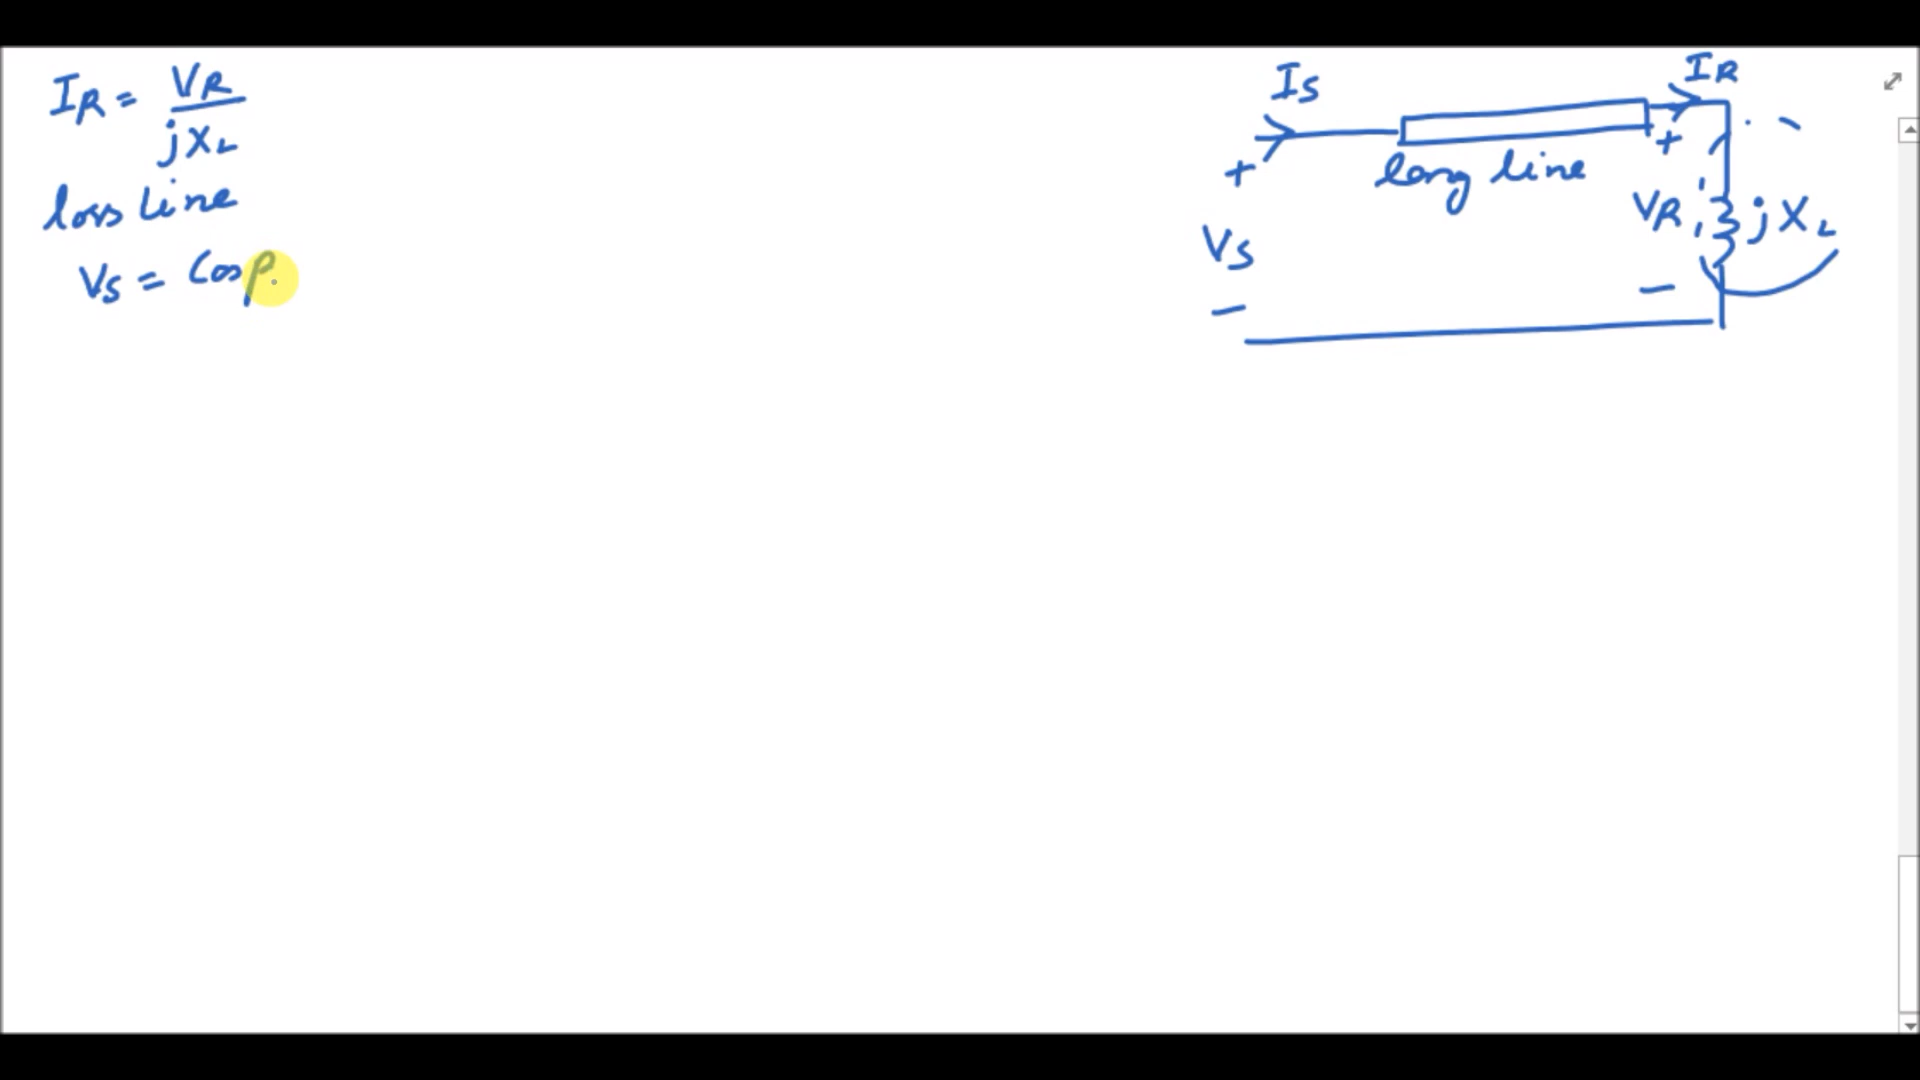 IR = VR
jXL
loss Line
VS = Cos β
IS
IR
+
+
long line
VS
VR
jXL
-
-